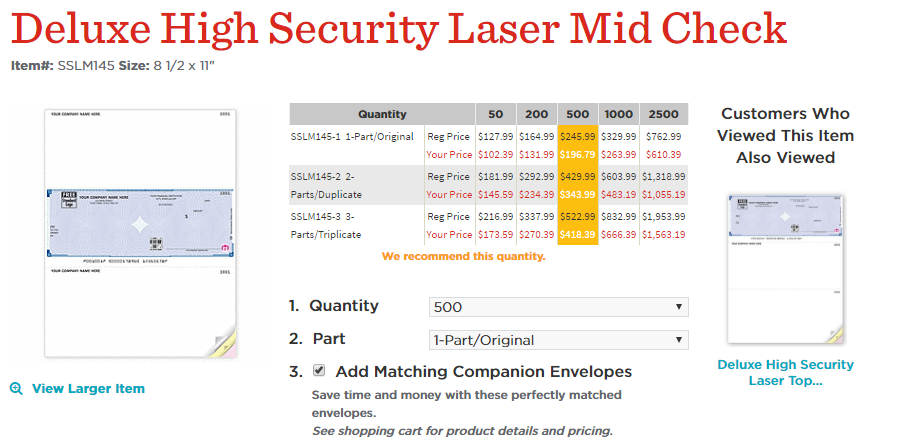 Deluxe High Security Laser Mid Check
Item#: SSLM145 Size: 8 1/2 x 11"
Quantity 50 200 500 1000 2500
SSLM145-1 1-Part/Original Reg Price $127.99 $164.99 $245.99 $329.99 $762.99
Your Price $102.39 $131.99 $196.79 $263.99 $610.39
SSLM145-2 2-
Parts/Duplicate
Reg Price $181.99 $292.99 $429.99 $603.99 $1,318.99
Your Price $145.59 $234.39 $343.99 $483.19 $1,055.19
SSLM145-3 3-
Parts/Triplicate
Reg Price $216.99 $337.99 $522.99 $832.99 $1,953.99
Your Price $173.59 $270.39 $418.39 $666.39 $1,563.19
We recommend this quantity.
1. Quantity 500
2. Part 1-Part/Original
3. Add Matching Companion Envelopes
Save time and money with these perfectly matched
envelopes.
See shopping cart for product details and pricing.
YOUR COMPANY NAME HERE
FREE
Standard
Logo
YOUR COMPANY NAME HERE
YOUR COMPANY NAME HERE
View Larger Item
Customers Who
Viewed This Item
Also Viewed
Deluxe High Security
Laser Top...